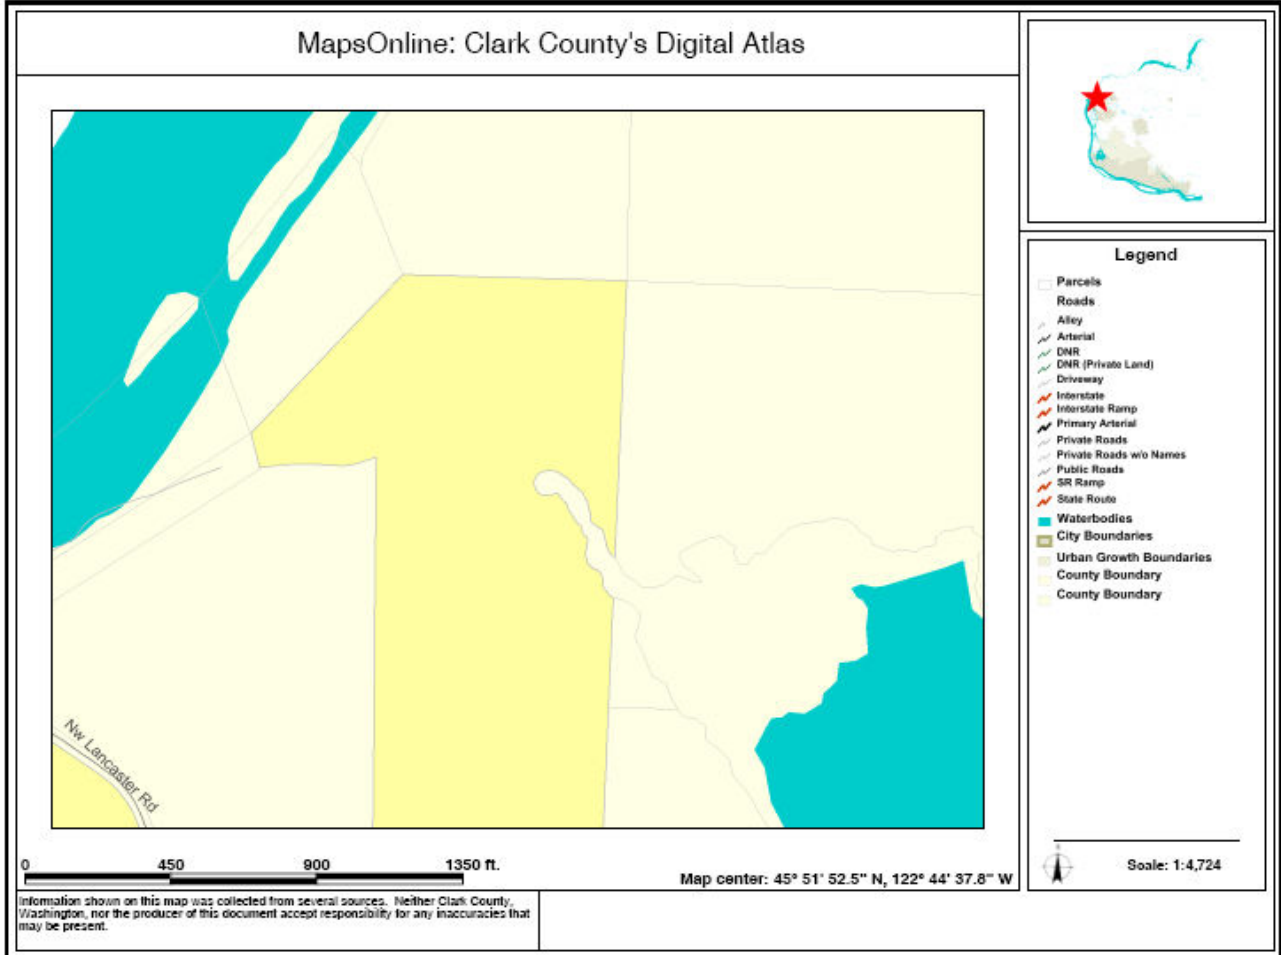 MapsOnline: Clark County's Digital Atlas
Nw Lancaster Rd
0 450 900 1350 ft.
Map center: 45° 51' 52.5" N, 122° 44' 37.8" W
Information shown on this map was collected from several sources. Neither Clark County,
Washington, nor the producer of this document accept responsibility for any inaccuracies that
may be present.
Legend
Parcels
Roads
Alley
Arterial
DNR
DNR (Private Land)
Driveway
Interstate
Interstate Ramp
Primary Arterial
Private Roads
Private Roads w/o Names
Public Roads
SR Ramp
State Route
Waterbodies
City Boundaries
Urban Growth Boundaries
County Boundary
County Boundary
Scale: 1:4,724